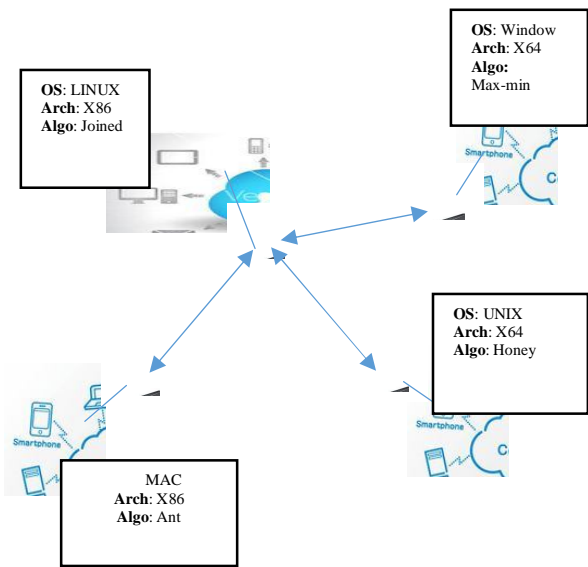 OS: Window
Arch: X64
Algo:
Max-min
OS: LINUX
Arch: X86
Algo: Joined
Smartphone
C
Ve
OS: UNIX
Arch: X64
Algo: Honey
Smartphone
C
MAC
Arch: X86
Algo: Ant